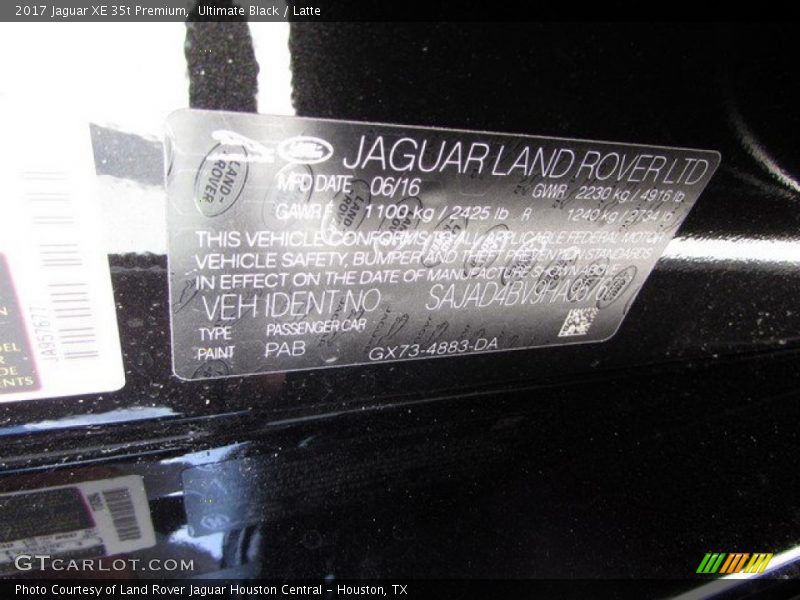 2017 Jaguar XE 35t Premium, Ultimate Black / Latte
JAGUAR LAND ROVER LTD
MFD DATE 06/16 GWR 2230 kg / 4916 lb
GAWR F 1100 kg / 2425 lb R 1240 kg / 2734 lb
THIS VEHICLE CONFORMS TO ALL APPLICABLE FEDERAL MOTOR
VEHICLE SAFETY, BUMPER AND THEFT PREVENTION STANDARDS
IN EFFECT ON THE DATE OF MANUFACTURE SHOWN ABOVE
VEH IDENT NO
TYPE PASSENGER CAR
PAINT PAB GX73-4883-DA
LAND-
ROVER
GTCARLOT.COM
Photo Courtesy of Land Rover Jaguar Houston Central – Houston, TX